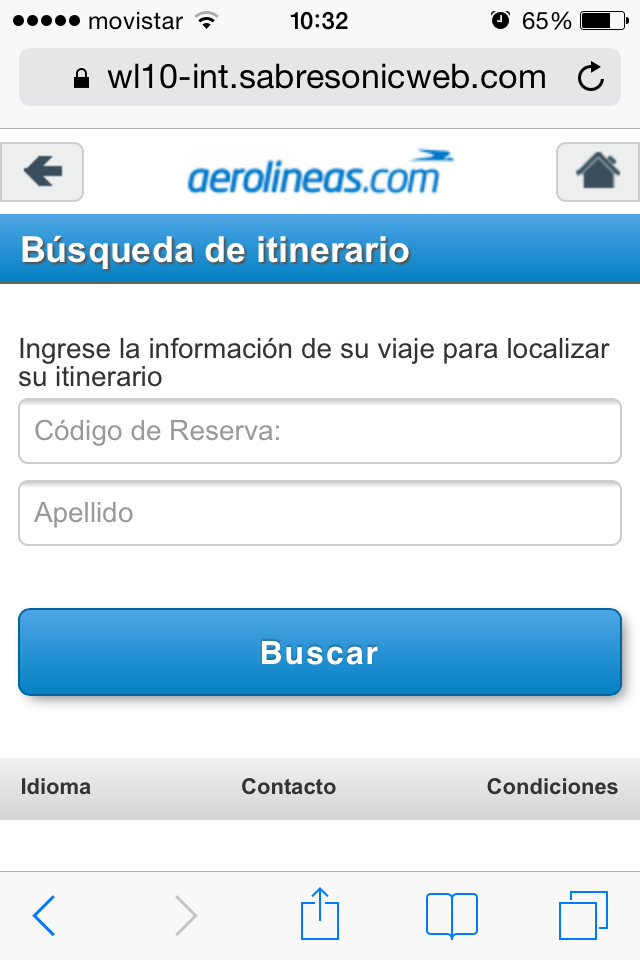 movistar 10:32 65%
wl10-int.sabresonicweb.com
aerolineas.com
Búsqueda de itinerario
Ingrese la información de su viaje para localizar
su itinerario
Código de Reserva:
Apellido
Buscar
Idioma Contacto Condiciones